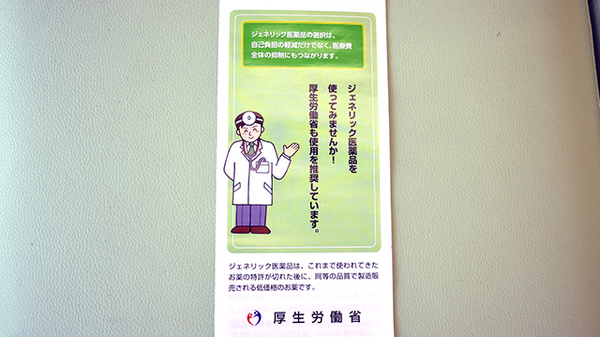 ジェネリック医薬品の選択は、
自己負担の軽減だけでなく、医療費
全体の抑制にもつながります。
ジェネリック医薬品を
使ってみませんか！
厚生労働省も使用を推奨しています。
ジェネリック医薬品は、これまで使われてきた
お薬の特許が切れた後に、同等の品質で製造販
売される低価格のお薬です。
厚生労働省